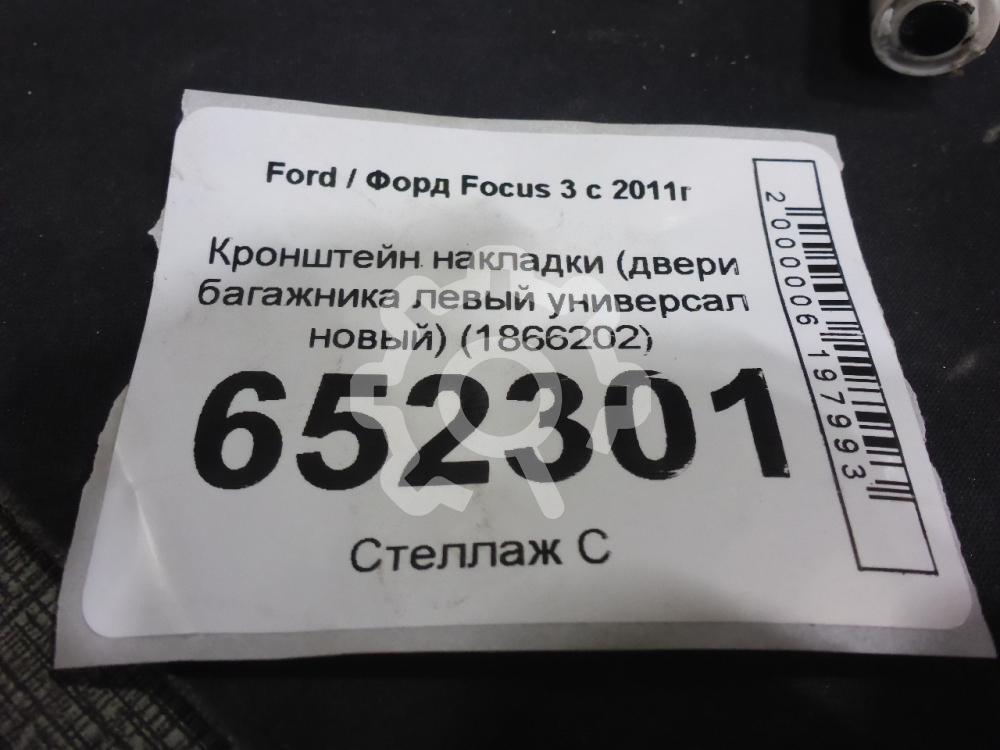 Ford / Форд Focus 3 с 2011г
Кронштейн накладки (двери
багажника левый универсал
новый) (1866202)
652301
Стеллаж С
2000006197993